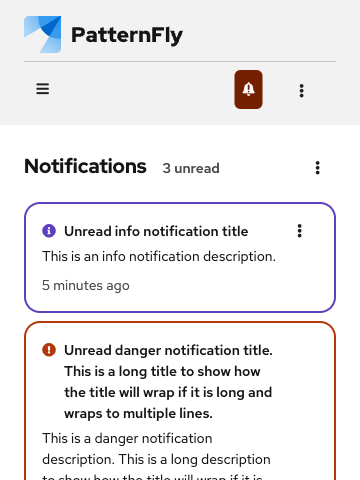 PatternFly
Notifications 3 unread
Unread info notification title
This is an info notification description.
5 minutes ago
Unread danger notification title.
This is a long title to show how
the title will wrap if it is long and
wraps to multiple lines.
This is a danger notification
description. This is a long description
to show how the title will wrap if it is